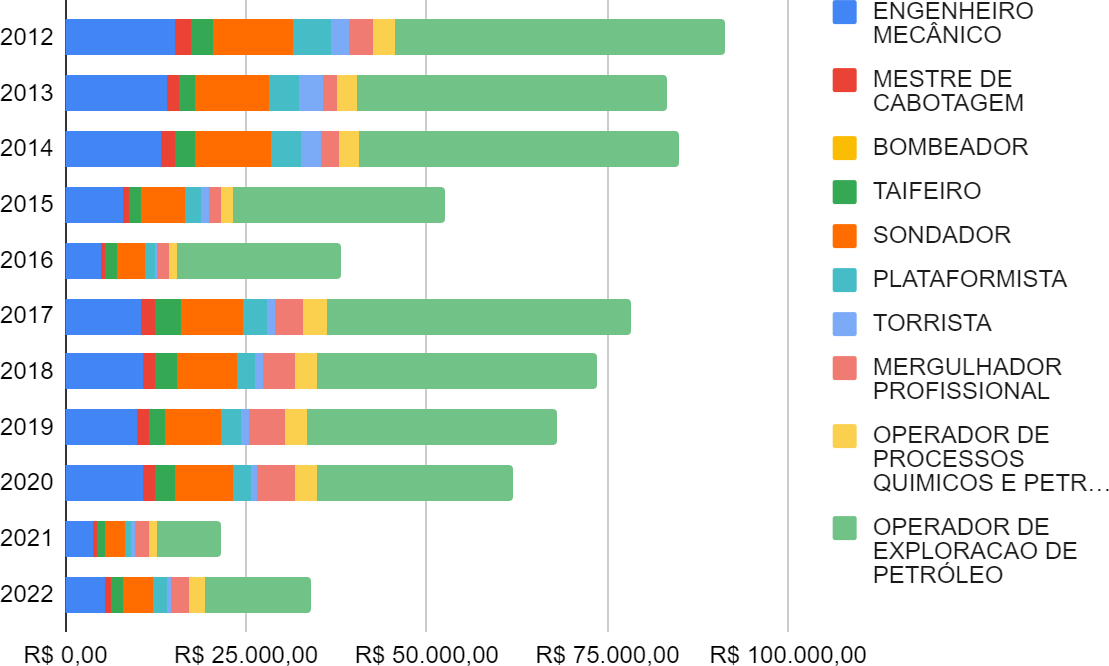 2012
2013
2014
2015
2016
2017
2018
2019
2020
2021
2022
R$ 0,00
R$ 25.000,00
R$ 50.000,00
R$ 75.000,00
R$ 100.000,00
ENGENHEIRO
MECÂNICO
MESTRE DE
CABOTAGEM
BOMBEADOR
TAIFEIRO
SONDADOR
PLATAFORMISTA
TORRISTA
MERGULHADOR
PROFISSIONAL
OPERADOR DE
PROCESSOS
QUIMICOS E PETR…
OPERADOR DE
EXPLORACAO DE
PETRÓLEO